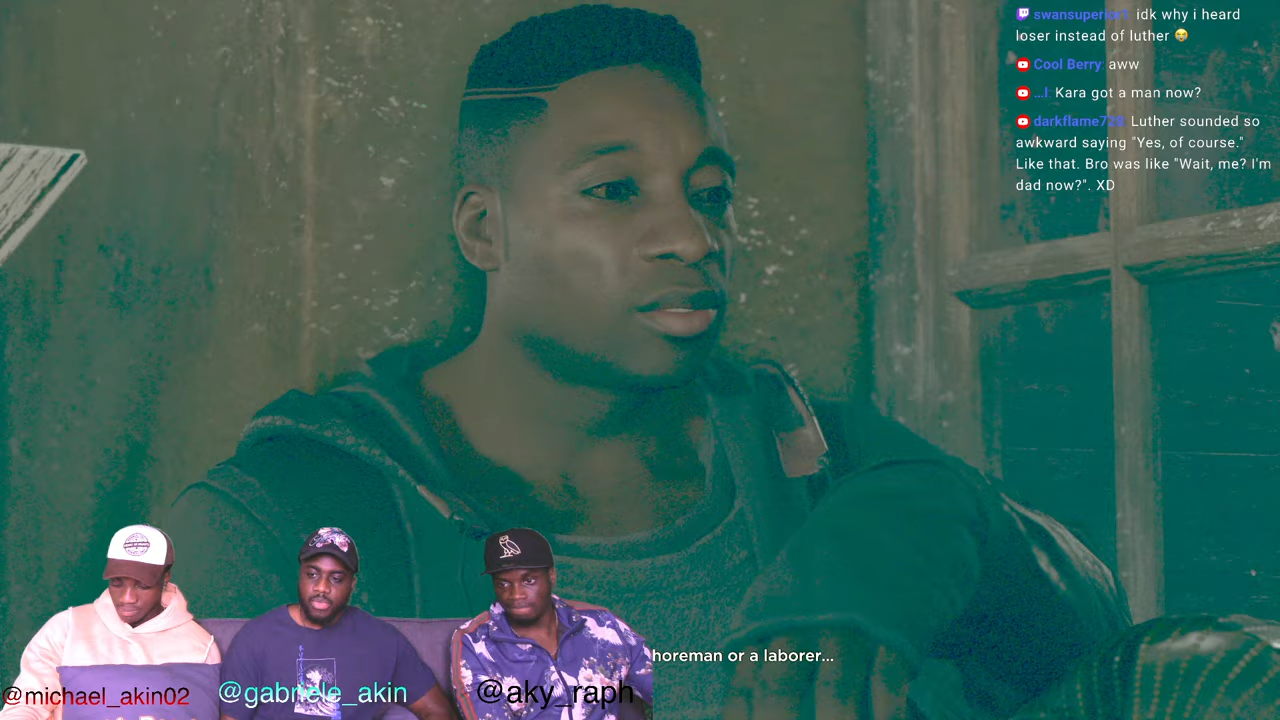 idk why i heard
loser instead of luther 😂
Cool Berry: aww
...I: Kara got a man now?
Luther sounded so
awkward saying "Yes, of course."
Like that. Bro was like "Wait, me? I'm
dad now?". XD
horeman or a laborer...
@michael_akin02
@gabriele_akin
@aky_raph